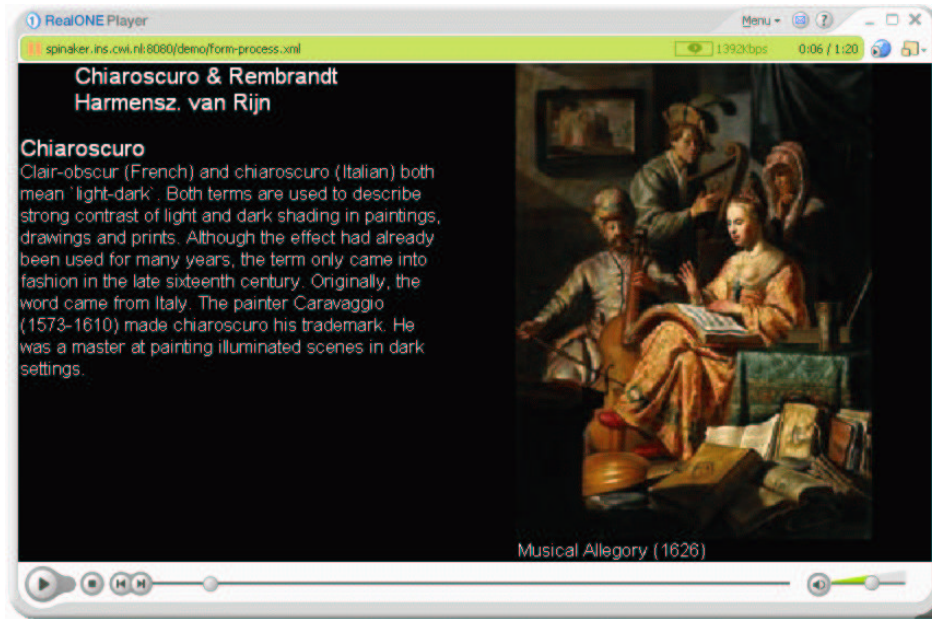 RealONE Player
Menu
?
spinaker.ins.cwi.nl:8080/demo/form-process.xml
1392Kbps
0:06 / 1:20
Chiaroscuro & Rembrandt
Harmensz. van Rijn
Chiaroscuro
Clair-obscur (French) and chiaroscuro (Italian) both
mean `light-dark`. Both terms are used to describe
strong contrast of light and dark shading in paintings,
drawings and prints. Although the effect had already
been used for many years, the term only came into
fashion in the late sixteenth century. Originally, the
word came from Italy. The painter Caravaggio
(1573-1610) made chiaroscuro his trademark. He
was a master at painting illuminated scenes in dark
settings.
Musical Allegory (1626)